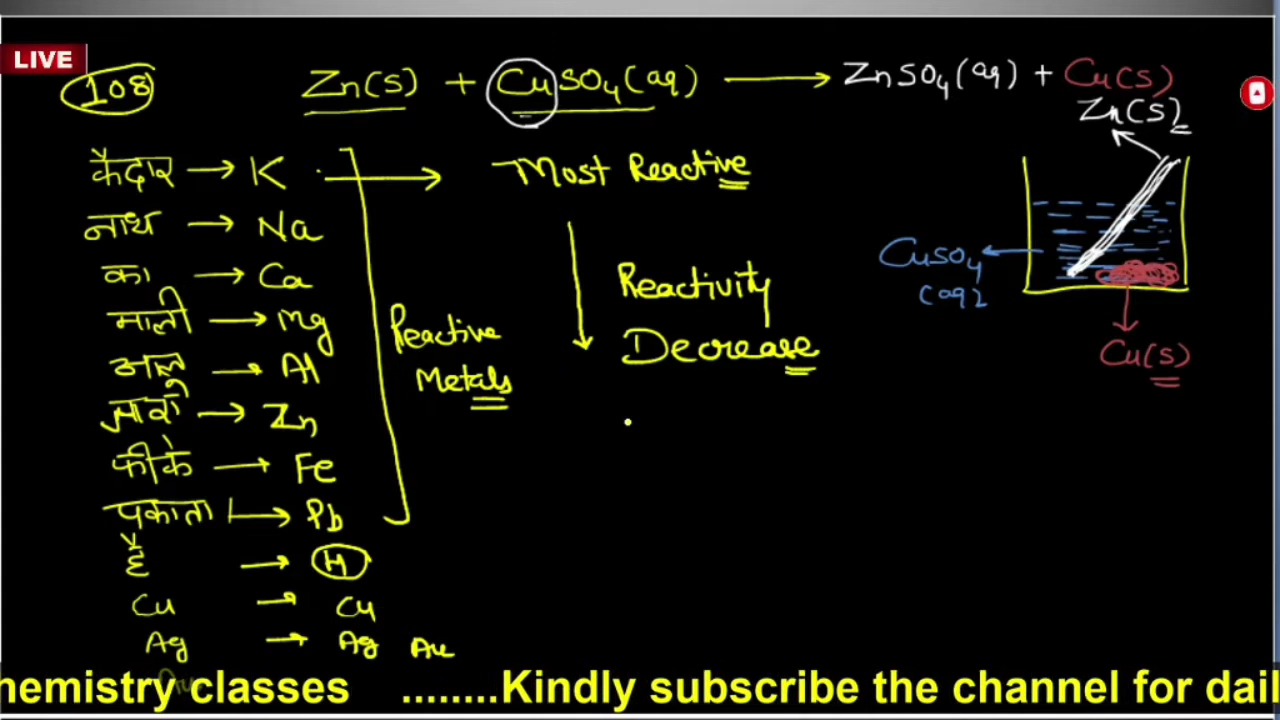 LIVE
108
Zn(s) + CuSO4(aq) → ZnSO4(aq) + Cu(s)
Zn(s)
केदार → K → Most Reactive
नाथ → Na
का → Ca
माली → Mg
आलू → Al
Zn
फीके → Fe
पकाता → Pb
है → H
Cu → Cu
Ag → Ag Au
Reactive
Metals
Reactivity
Decrease
CuSO4
(aq)
Cu(s)
hemistry classes ........Kindly subscribe the channel for dail